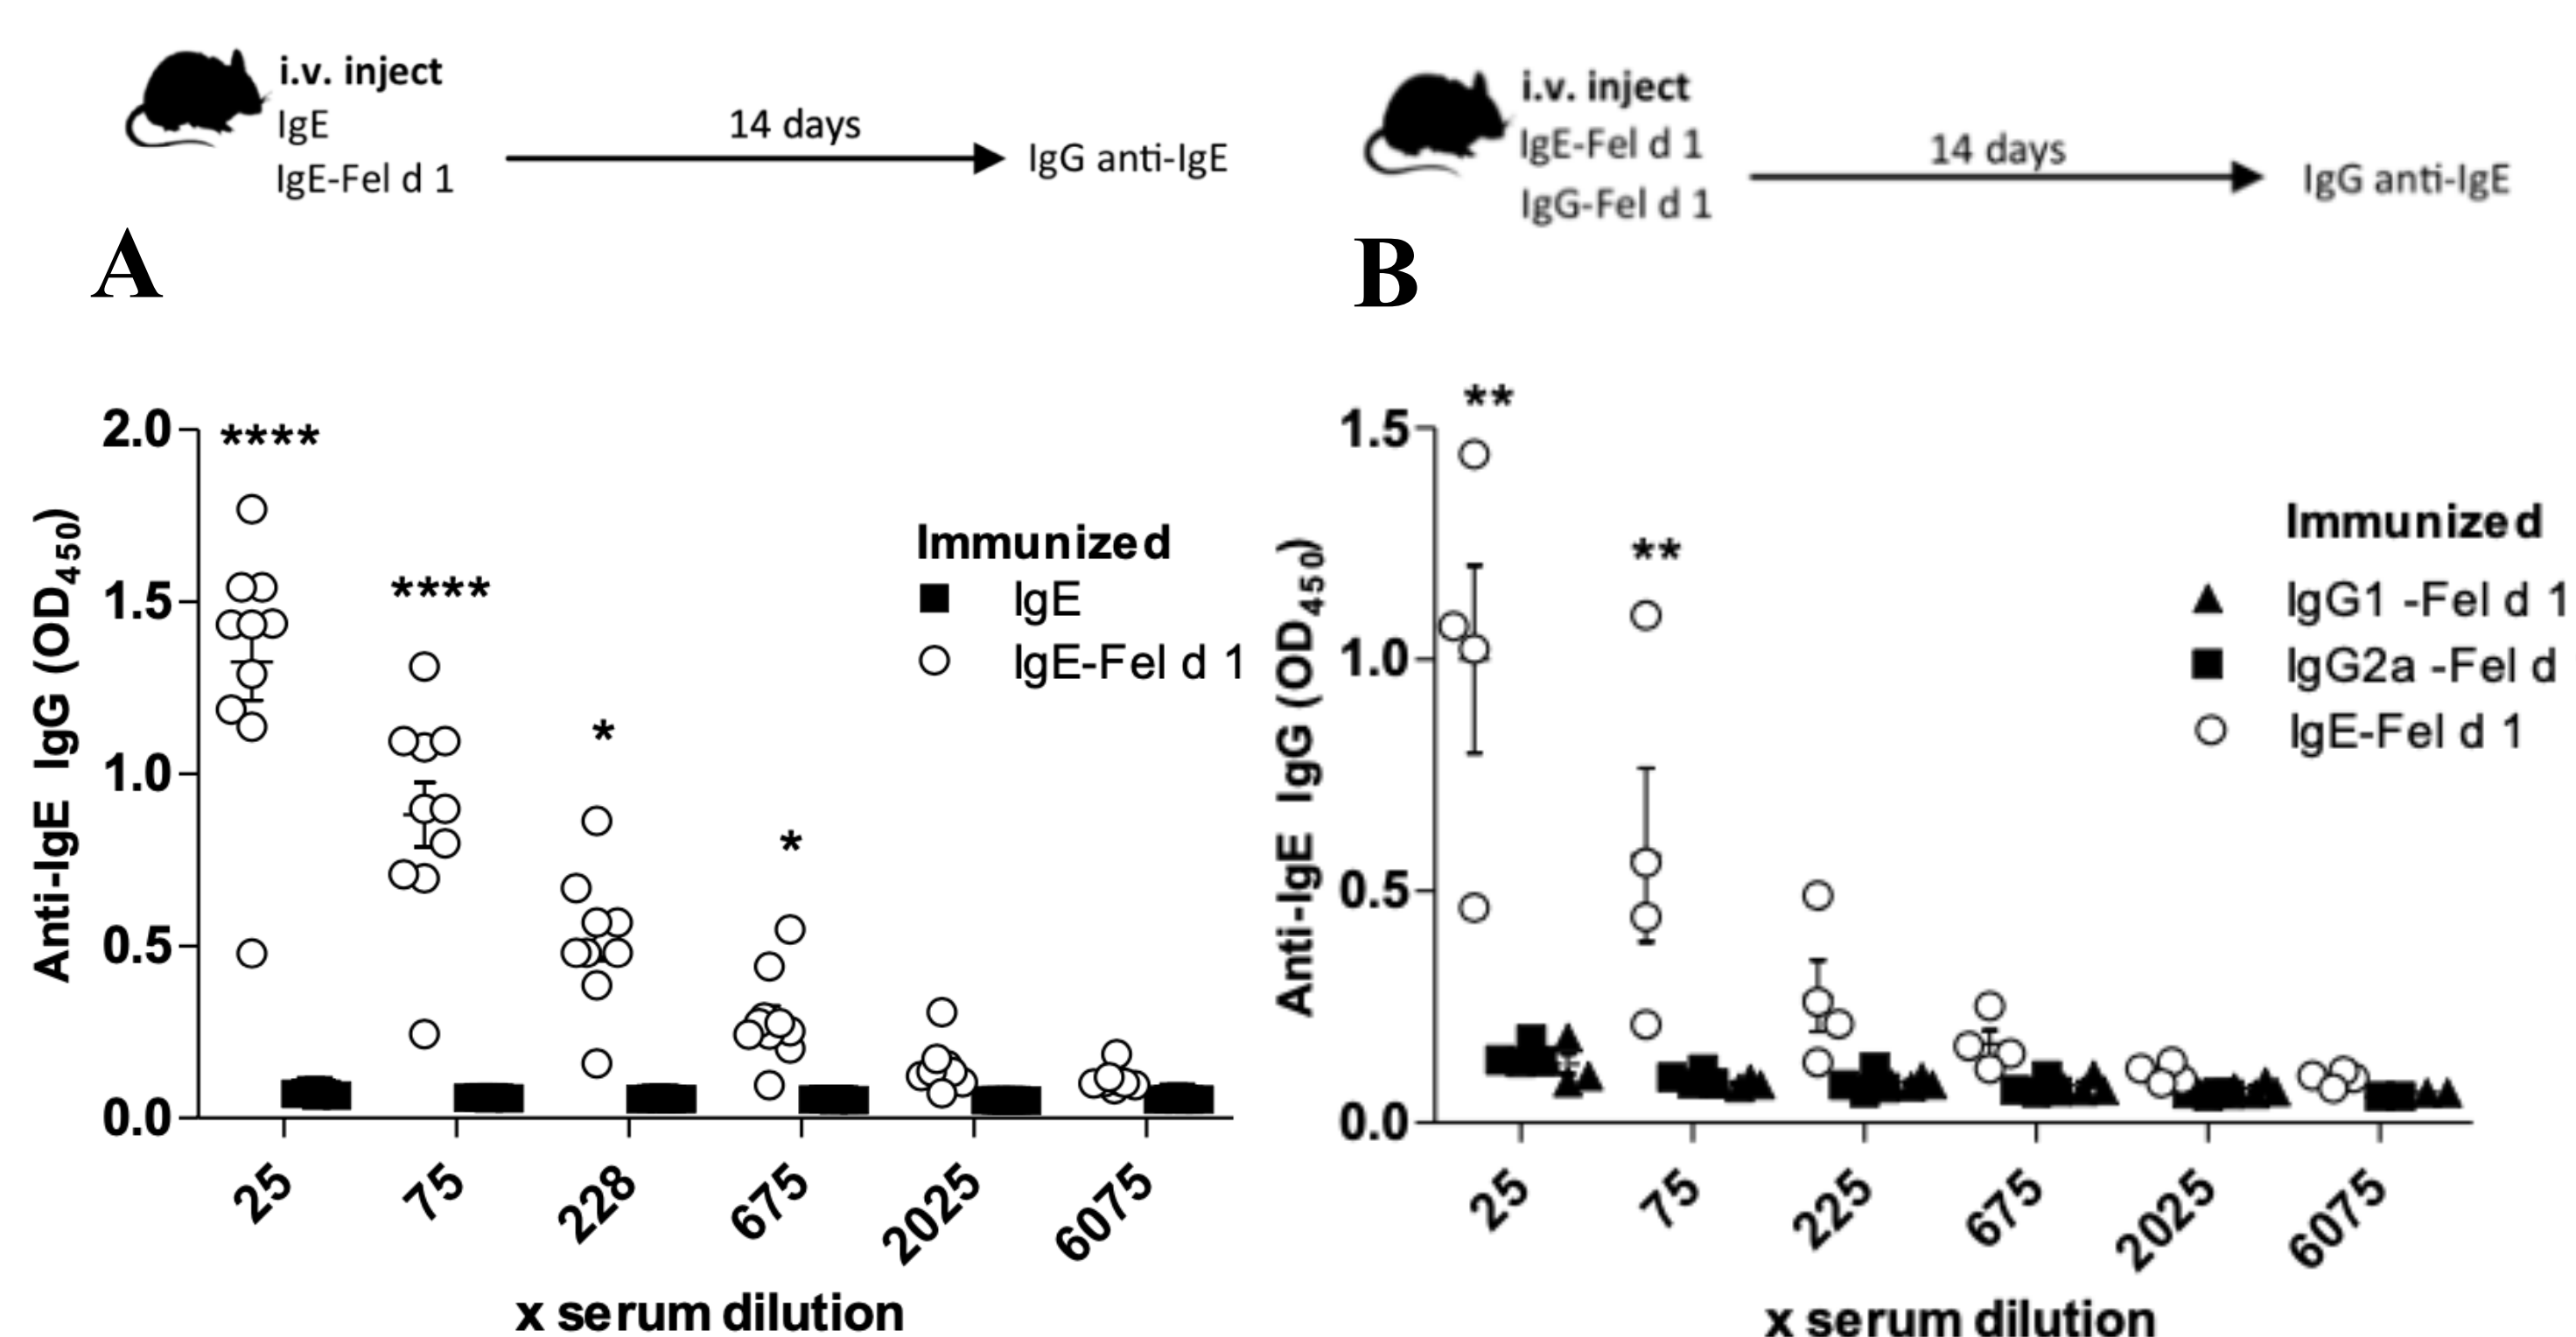 i.v. inject
IgE
IgE-Fel d 1
14 days
IgG anti-IgE
A
****
****
*
*
2.0
1.5
1.0
0.5
0.0
Anti-IgE IgG (OD450)
Immunized
IgE
IgE-Fel d 1
25
75
228
675
2025
6075
x serum dilution
i.v. inject
IgE-Fel d 1
IgG-Fel d 1
14 days
IgG anti-IgE
B
**
**
1.5
1.0
0.5
0.0
Anti-IgE IgG (OD450)
Immunized
IgG1 -Fel d 1
IgG2a -Fel d
IgE-Fel d 1
25
75
225
675
2025
6075
x serum dilution